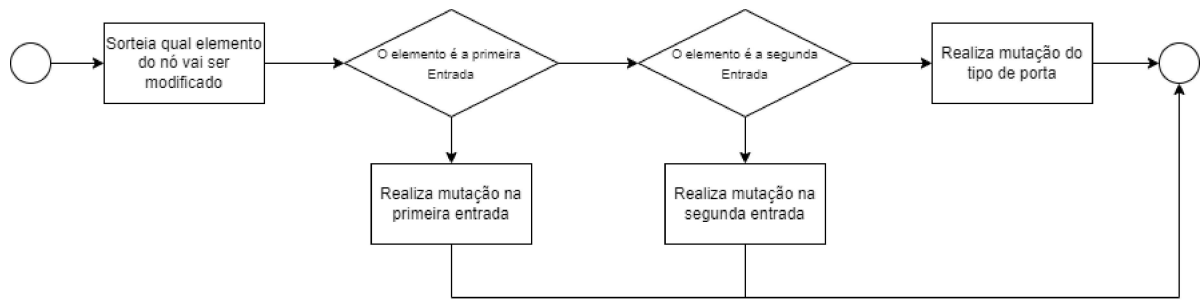 Sorteia qual elemento
do nó vai ser
modificado
O elemento é a primeira
Entrada
O elemento é a segunda
Entrada
Realiza mutação do
tipo de porta
Realiza mutação na
primeira entrada
Realiza mutação na
segunda entrada